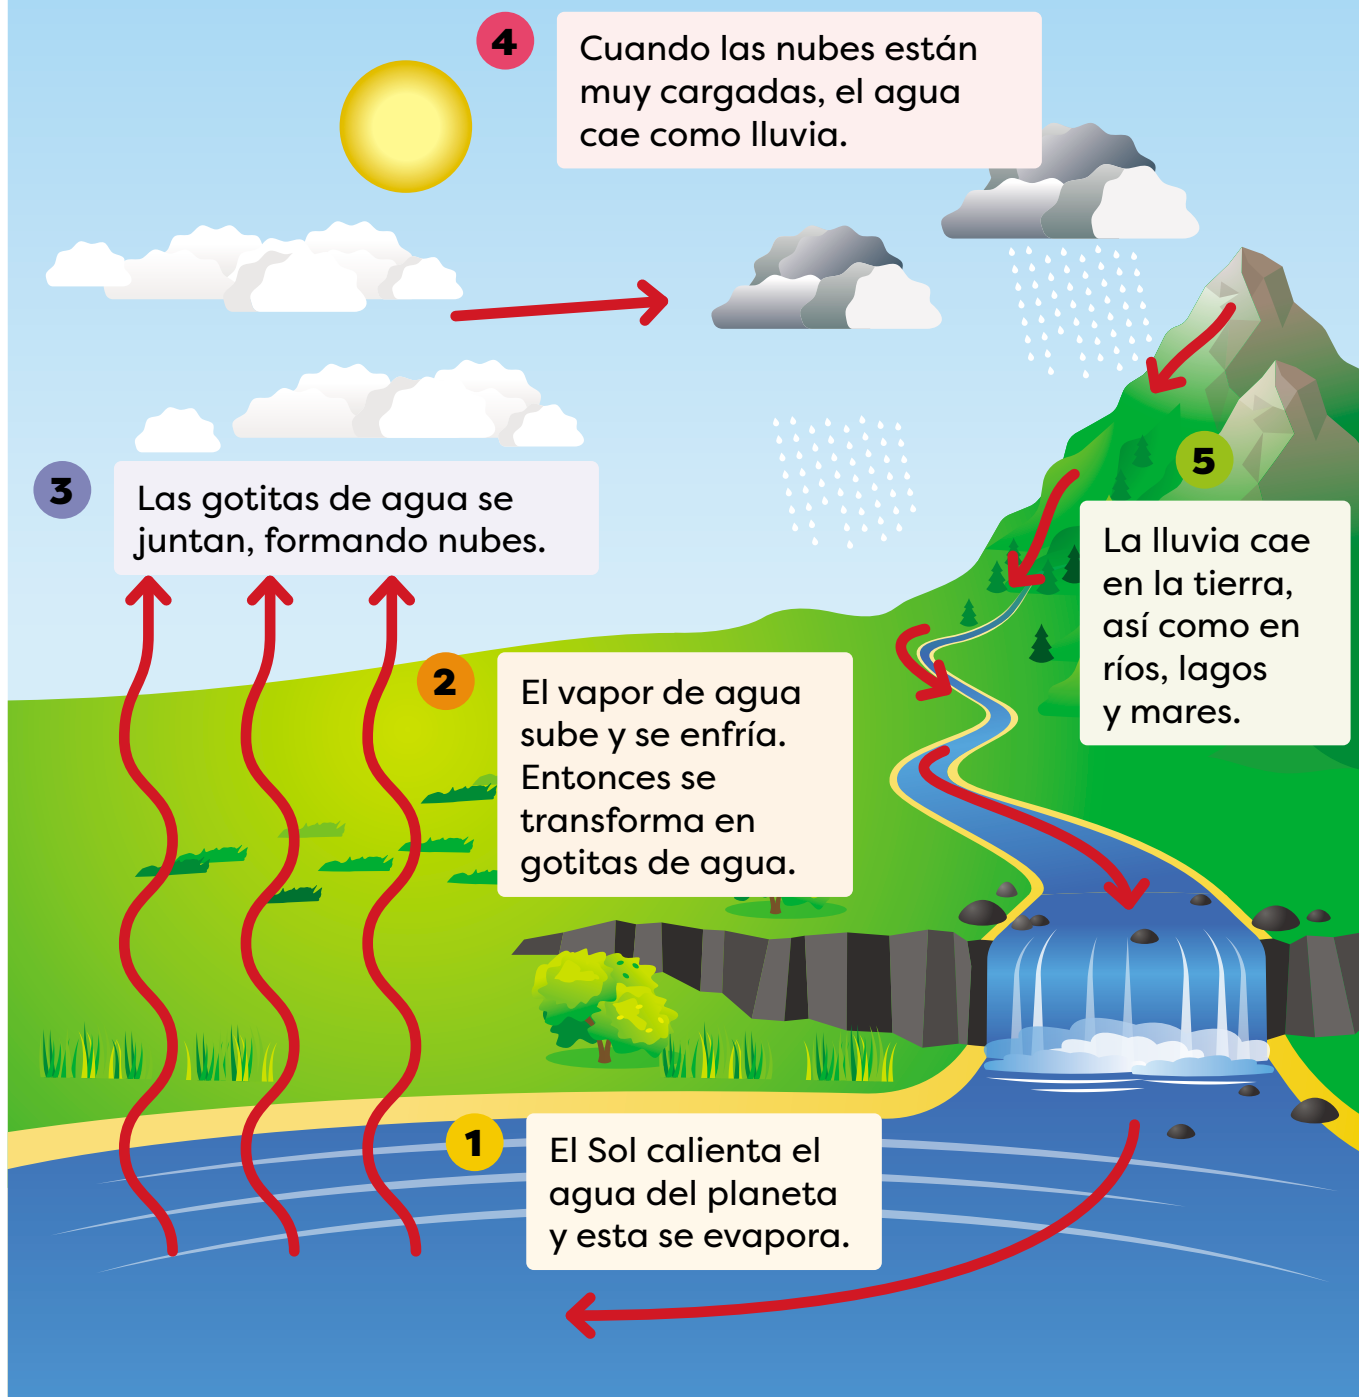 4
Cuando las nubes están
muy cargadas, el agua
cae como lluvia.
3
Las gotitas de agua se
juntan, formando nubes.
5
La lluvia cae
en la tierra,
así como en
ríos, lagos
y mares.
2
El vapor de agua
sube y se enfría.
Entonces se
transforma en
gotitas de agua.
1
El Sol calienta el
agua del planeta
y esta se evapora.